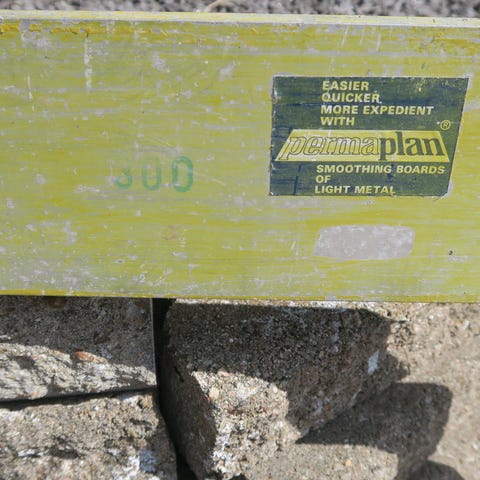 EASIER
QUICKER
MORE EXPEDIENT
WITH
permaplan®
SMOOTHING BOARDS
OF
LIGHT METAL
300